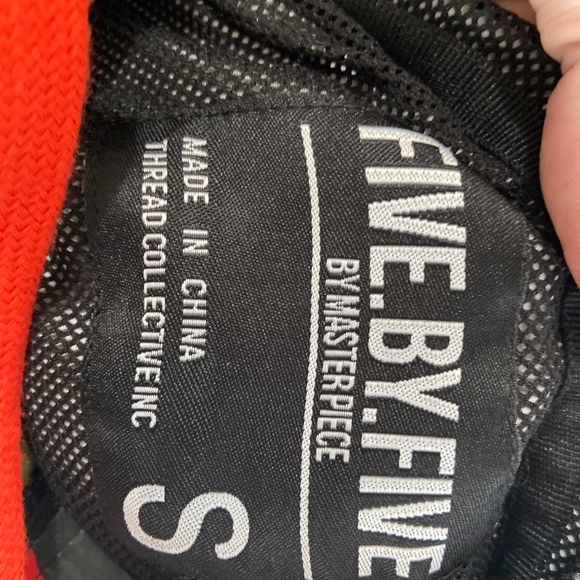 FIVE.BY.FIVE
BY MASTERPIECE
MADE IN CHINA
THREAD COLLECTIVE INC
S